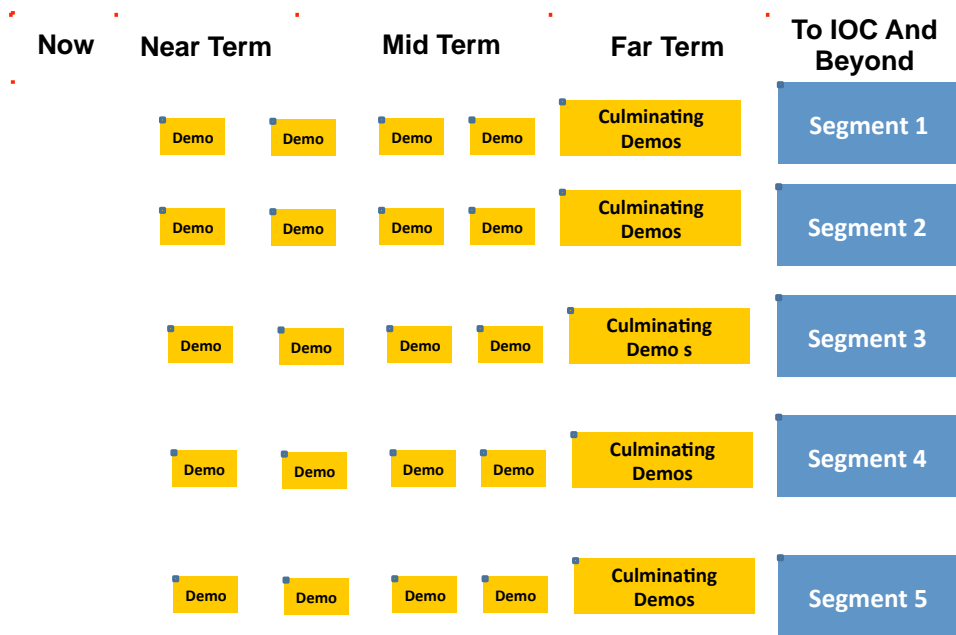 Now Near Term Mid Term Far Term To IOC And
Beyond
Demo Demo Demo Demo Culminating
Demos Segment 1
Demo Demo Demo Demo Culminating
Demos Segment 2
Demo Demo Demo Demo Culminating
Demo s Segment 3
Demo Demo Demo Demo Culminating
Demos Segment 4
Demo Demo Demo Demo Culminating
Demos Segment 5